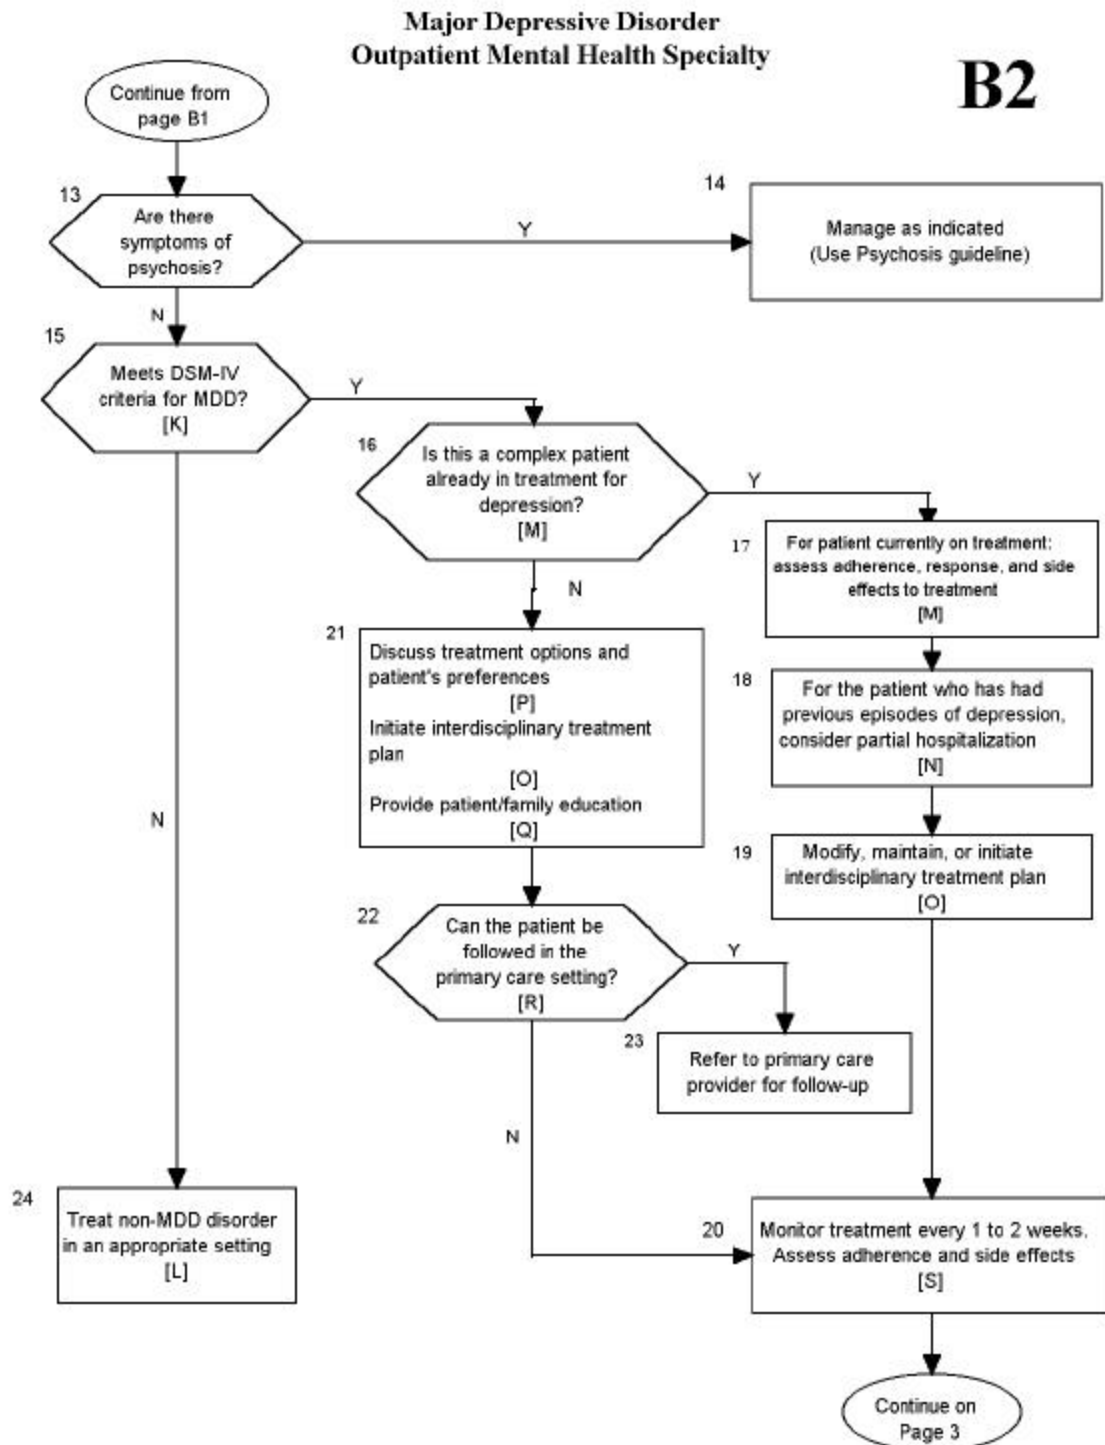 Major Depressive Disorder
Outpatient Mental Health Specialty
B2
Continue from
page B1
13
Are there
symptoms of
psychosis?
Y
14
Manage as indicated
(Use Psychosis guideline)
N
15
Meets DSM-IV
criteria for MDD?
[K]
Y
16
Is this a complex patient
already in treatment for
depression?
[M]
Y
17
For patient currently on treatment:
assess adherence, response, and side
effects to treatment
[M]
N
21
Discuss treatment options and
patient's preferences
[P]
Initiate interdisciplinary treatment
plan
[O]
Provide patient/family education
[Q]
18
For the patient who has had
previous episodes of depression,
consider partial hospitalization
[N]
N
19
Modify, maintain, or initiate
interdisciplinary treatment plan
[O]
22
Can the patient be
followed in the
primary care setting?
[R]
Y
23
Refer to primary care
provider for follow-up
N
24
Treat non-MDD disorder
in an appropriate setting
[L]
20
Monitor treatment every 1 to 2 weeks.
Assess adherence and side effects
[S]
Continue on
Page 3